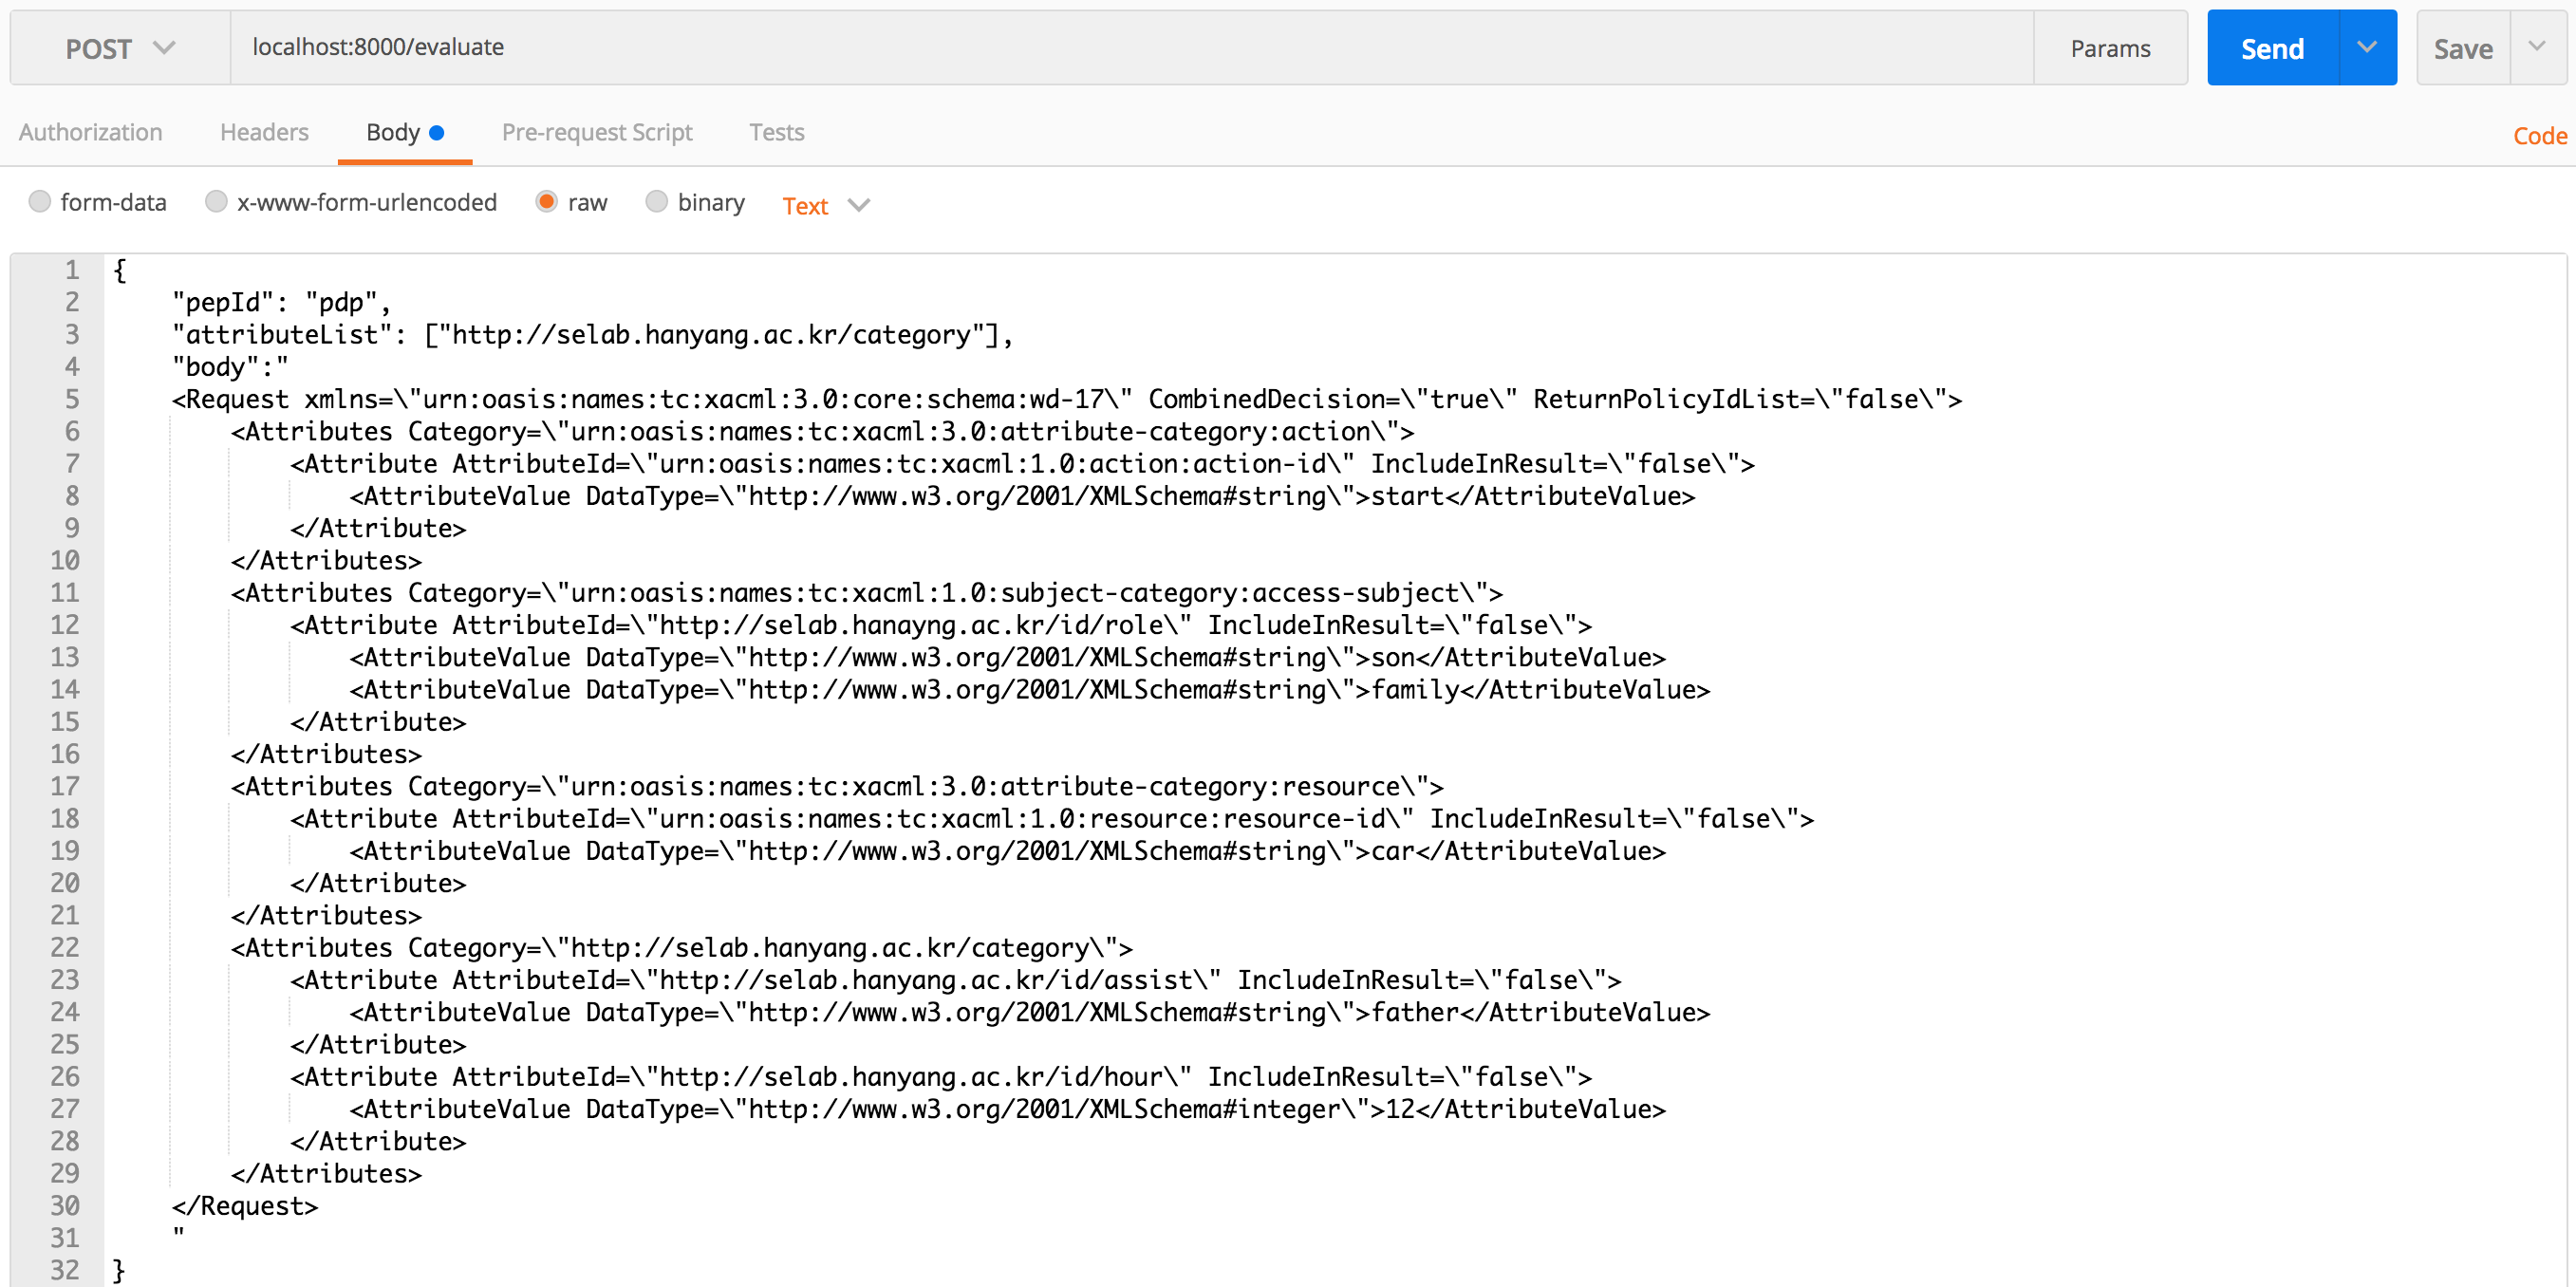 POST localhost:8000/evaluate Params Send Save
Authorization Headers Body Pre-request Script Tests Code
form-data x-www-form-urlencoded raw binary Text
1 {
2 "pepId": "pdp",
3 "attributeList": ["http://selab.hanyang.ac.kr/category"],
4 "body":"
5 <Request xmlns=\"urn:oasis:names:tc:xacml:3.0:core:schema:wd-17\" CombinedDecision=\"true\" ReturnPolicyIdList=\"false\">
6 <Attributes Category=\"urn:oasis:names:tc:xacml:3.0:attribute-category:action\">
7 <Attribute AttributeId=\"urn:oasis:names:tc:xacml:1.0:action:action-id\" IncludeInResult=\"false\">
8 <AttributeValue DataType=\"http://www.w3.org/2001/XMLSchema#string\">start</AttributeValue>
9 </Attribute>
10 </Attributes>
11 <Attributes Category=\"urn:oasis:names:tc:xacml:1.0:subject-category:access-subject\">
12 <Attribute AttributeId=\"http://selab.hanayng.ac.kr/id/role\" IncludeInResult=\"false\">
13 <AttributeValue DataType=\"http://www.w3.org/2001/XMLSchema#string\">son</AttributeValue>
14 <AttributeValue DataType=\"http://www.w3.org/2001/XMLSchema#string\">family</AttributeValue>
15 </Attribute>
16 </Attributes>
17 <Attributes Category=\"urn:oasis:names:tc:xacml:3.0:attribute-category:resource\">
18 <Attribute AttributeId=\"urn:oasis:names:tc:xacml:1.0:resource:resource-id\" IncludeInResult=\"false\">
19 <AttributeValue DataType=\"http://www.w3.org/2001/XMLSchema#string\">car</AttributeValue>
20 </Attribute>
21 </Attributes>
22 <Attributes Category=\"http://selab.hanyang.ac.kr/category\">
23 <Attribute AttributeId=\"http://selab.hanyang.ac.kr/id/assist\" IncludeInResult=\"false\">
24 <AttributeValue DataType=\"http://www.w3.org/2001/XMLSchema#string\">father</AttributeValue>
25 </Attribute>
26 <Attribute AttributeId=\"http://selab.hanyang.ac.kr/id/hour\" IncludeInResult=\"false\">
27 <AttributeValue DataType=\"http://www.w3.org/2001/XMLSchema#integer\">12</AttributeValue>
28 </Attribute>
29 </Attributes>
30 </Request>
31 "
32 }